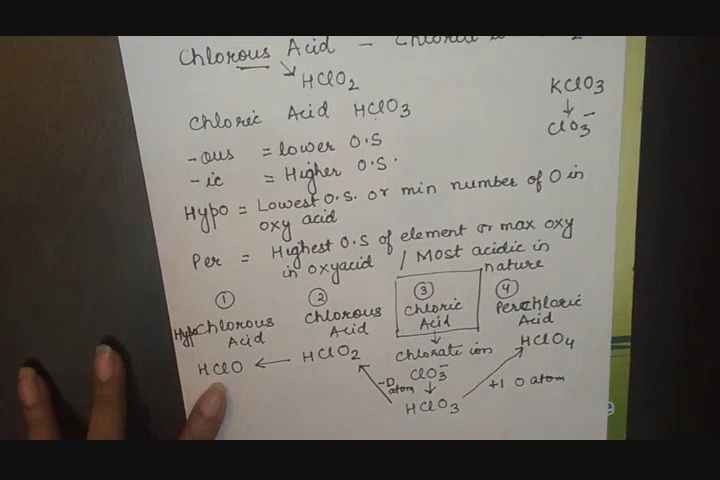 Chlorous Acid -
HClO2
KClO3
Chloric Acid HClO3
ClO3-
-ous = lower O.S
-ic = Higher O.S.
Hypo = Lowest O.S. or min number of O in
oxy acid
Per = Highest O.S of element or max oxy
in oxyacid / Most acidic in
nature
1 2 3 4
HypoChlorous Acid
Chlorous Acid
Chloric Acid
Perchloric Acid
HClO ← HClO2
Chlorate ion
HClO4
ClO3-
-O atom
+1 O atom
HClO3